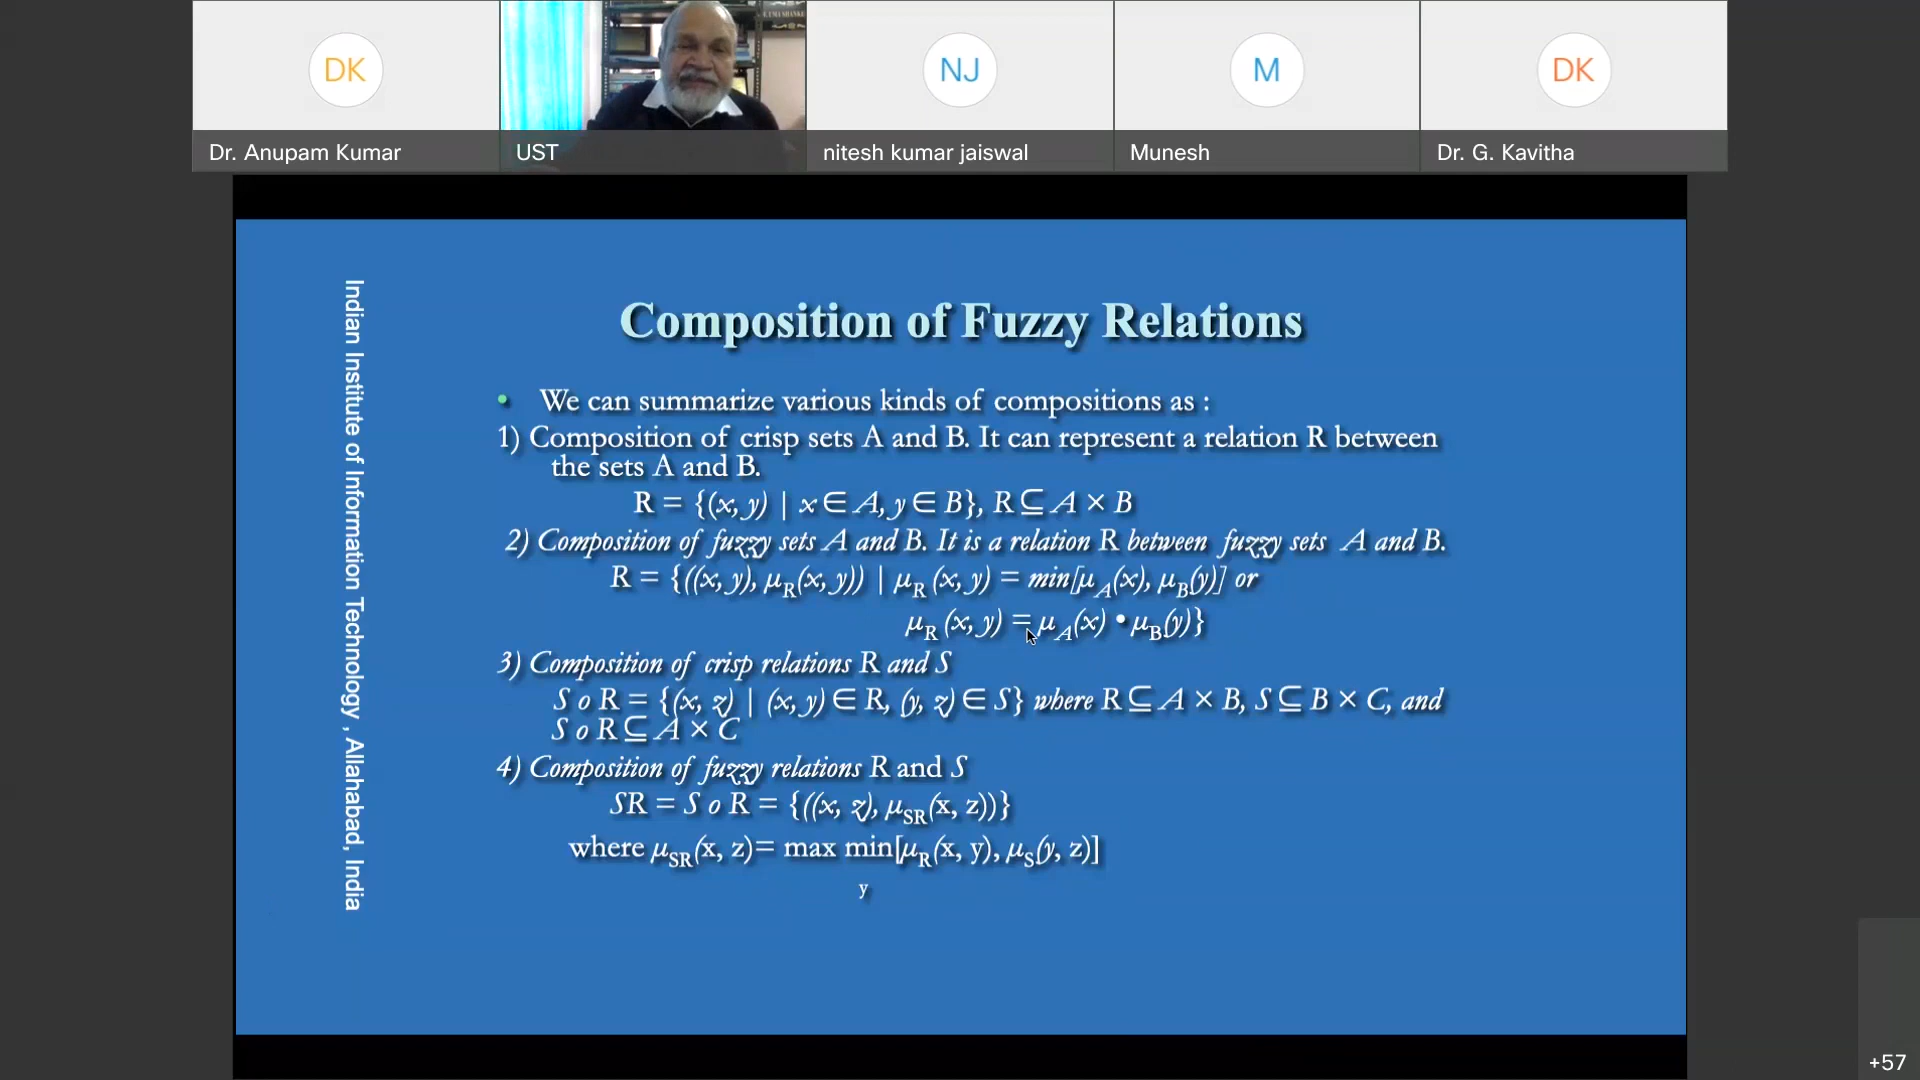 DK
NJ
M
DK
Dr. Anupam Kumar
UST
nitesh kumar jaiswal
Munesh
Dr. G. Kavitha
Indian Institute of Information Technology , Allahabad, India
Composition of Fuzzy Relations
• We can summarize various kinds of compositions as :
1) Composition of crisp sets A and B. It can represent a relation R between
the sets A and B.
R = {(x, y) | x ∈ A, y ∈ B}, R ⊆ A × B
2) Composition of fuzzy sets A and B. It is a relation R between fuzzy sets A and B.
R = {((x, y), μR(x, y)) | μR (x, y) = min[μA(x), μB(y)] or
μR (x, y) = μA(x) • μB(y)}
3) Composition of crisp relations R and S
S o R = {(x, z) | (x, y) ∈ R, (y, z) ∈ S} where R ⊆ A × B, S ⊆ B × C, and
S o R ⊆ A × C
4) Composition of fuzzy relations R and S
SR = S o R = {((x, z), μSR(x, z))}
where μSR(x, z)= max min[μR(x, y), μS(y, z)]
y
+57